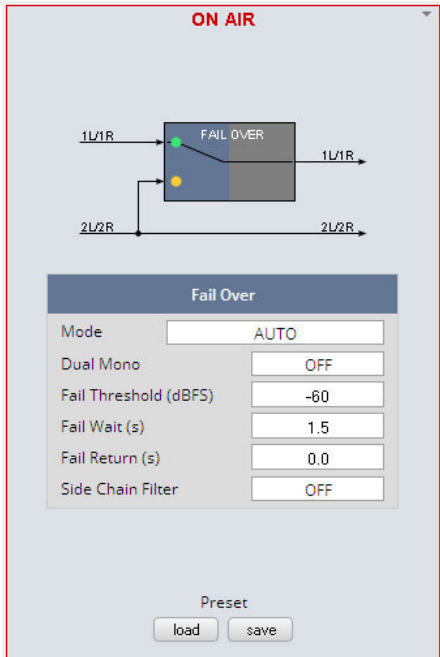 ON AIR
1L/1R
FAIL OVER
1L/1R
2L/2R
2L/2R
Fail Over
Mode AUTO
Dual Mono OFF
Fail Threshold (dBFS) -60
Fail Wait (s) 1.5
Fail Return (s) 0.0
Side Chain Filter OFF
Preset
load save